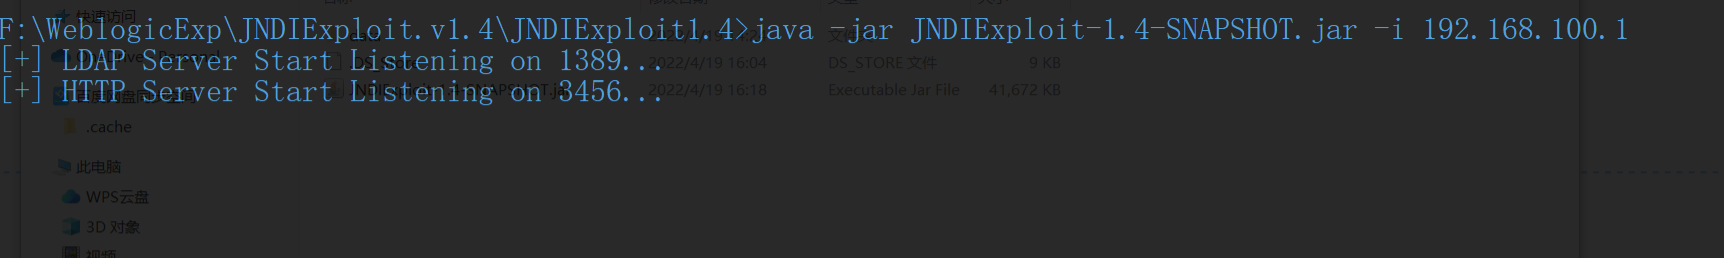 快速访问
F:\WeblogicExp\JNDIExploit.v1.4\JNDIExploit1.4>java -jar JNDIExploit-1.4-SNAPSHOT.jar -i 192.168.100.1
[+] LDAP Server Start Listening on 1389...
2022/4/19 16:04 DS_STORE 文件 9 KB
[+] HTTP Server Start Listening on 3456...
2022/4/19 16:18 Executable Jar File 41,672 KB
.cache
此电脑
WPS云盘
3D 对象
视频